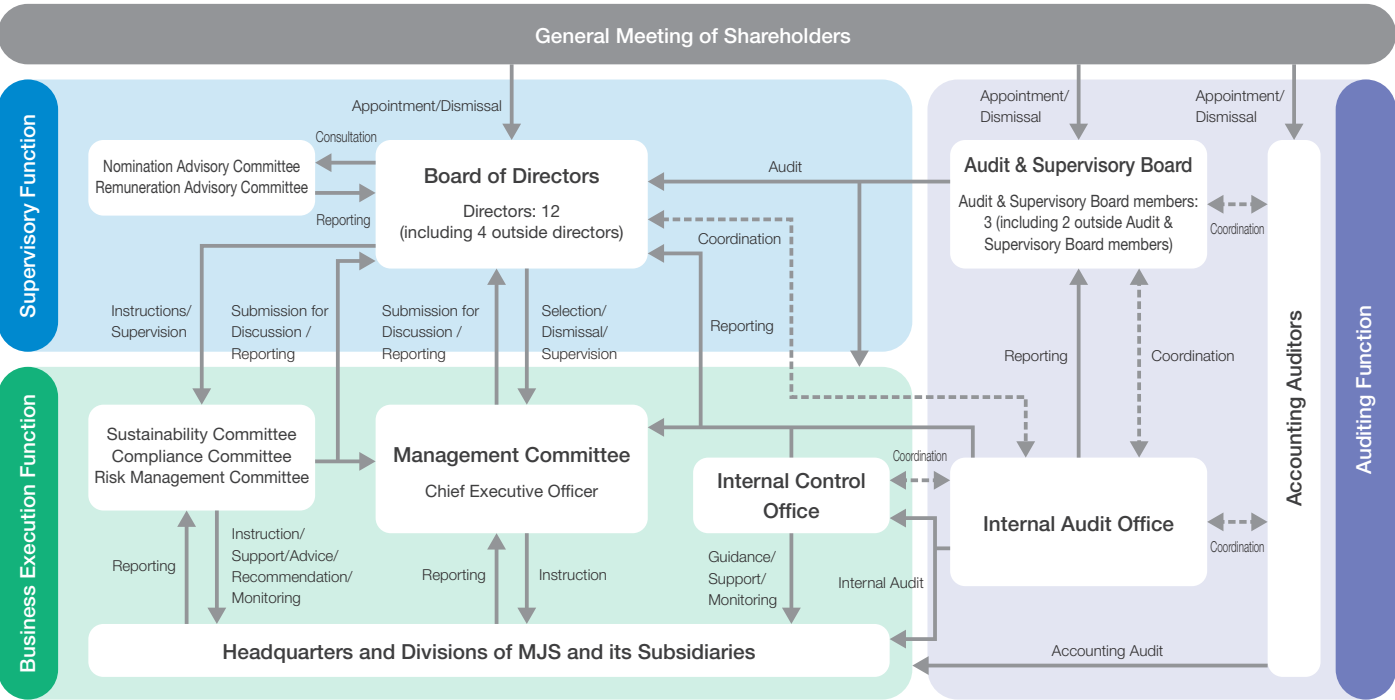 General Meeting of Shareholders
Supervisory Function
Appointment/Dismissal
Consultation
Nomination Advisory Committee
Remuneration Advisory Committee
Reporting
Board of Directors
Directors: 12
(including 4 outside directors)
Audit
Coordination
Instructions/
Supervision
Submission for
Discussion /
Reporting
Submission for
Discussion /
Reporting
Selection/
Dismissal/
Supervision
Reporting
Appointment/
Dismissal
Appointment/
Dismissal
Audit & Supervisory Board
Audit & Supervisory Board members:
3 (including 2 outside Audit &
Supervisory Board members)
Coordination
Reporting
Coordination
Accounting Auditors
Auditing Function
Business Execution Function
Sustainability Committee
Compliance Committee
Risk Management Committee
Management Committee
Chief Executive Officer
Internal Control
Office
Coordination
Internal Audit Office
Coordination
Reporting
Instruction/
Support/Advice/
Recommendation/
Monitoring
Reporting
Instruction
Guidance/
Support/
Monitoring
Internal Audit
Headquarters and Divisions of MJS and its Subsidiaries
Accounting Audit